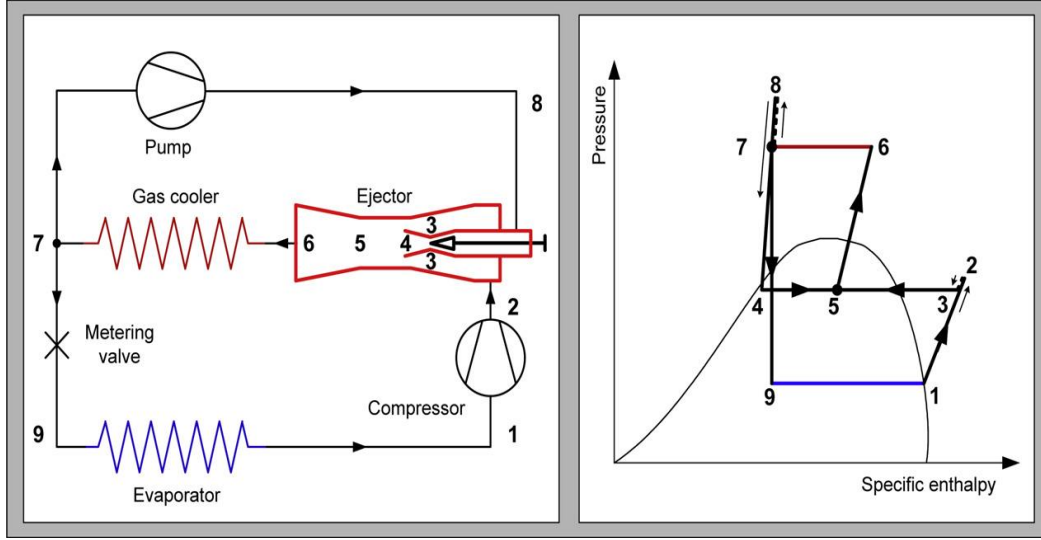 8
Pump
Gas cooler
Ejector
7
6
5
4
3
3
2
Metering
valve
Compressor
9
1
Evaporator
Pressure
8
7
6
2
4
5
3
9
1
Specific enthalpy